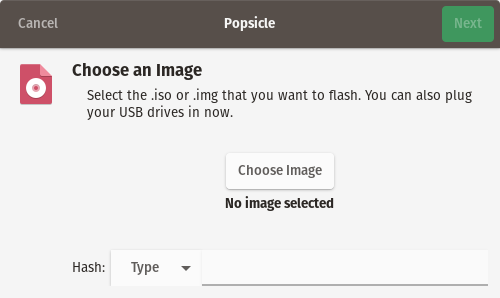 Cancel Popsicle Next
Choose an Image
Select the .iso or .img that you want to flash. You can also plug
your USB drives in now.
Choose Image
No image selected
Hash: Type